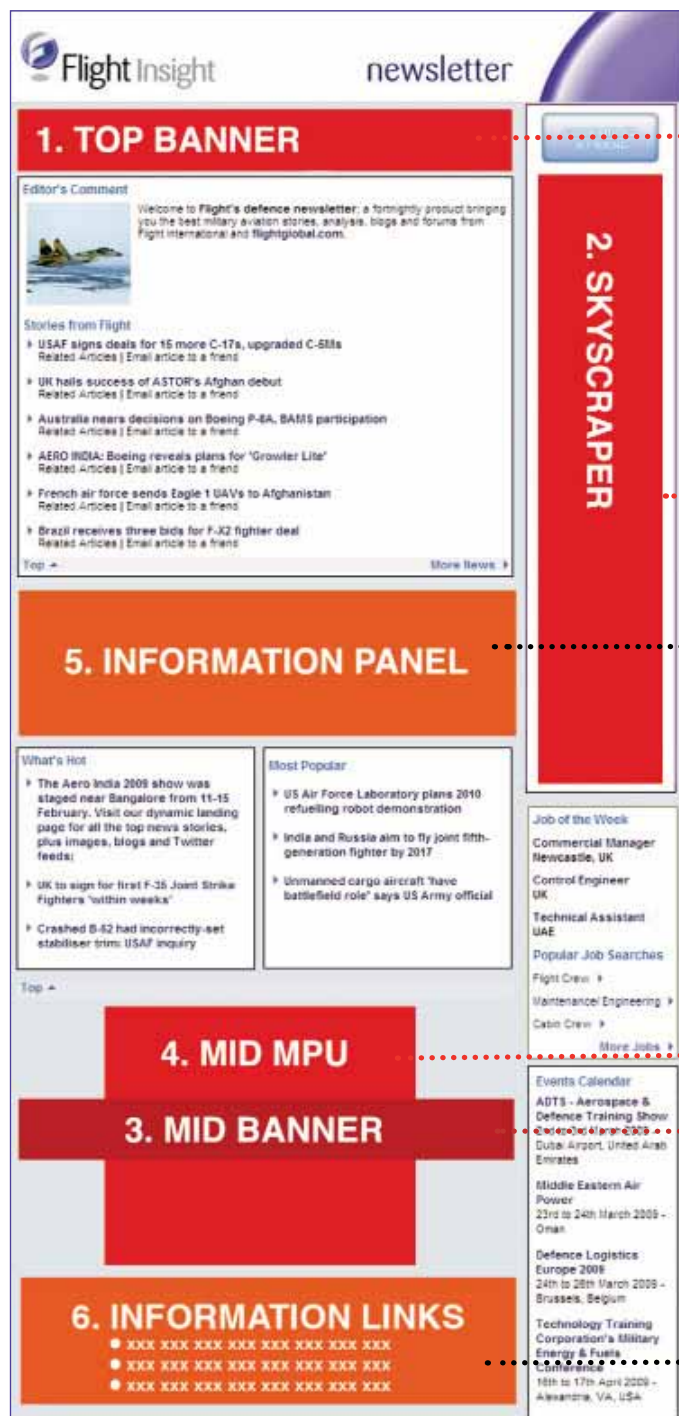 Flight Insight
newsletter
1. TOP BANNER
Editor's Comment
Welcome to Flight's defence newsletter; a fortnightly product bringing
you the best military aviation stories, analysis, blogs and forums from
Flight International and flightglobal.com.
Stories from Flight
USAF signs deals for 15 more C-17s, upgraded C-5Ms
Related Articles | Email article to a friend
UK hails success of ASTOR's Afghan debut
Related Articles | Email article to a friend
Australia nears decisions on Boeing P-8A, BAMS participation
Related Articles | Email article to a friend
AERO INDIA: Boeing reveals plans for 'Growler Lite'
Related Articles | Email article to a friend
French air force sends Eagle 1 UAVs to Afghanistan
Related Articles | Email article to a friend
Brazil receives three bids for F-X2 fighter deal
Related Articles | Email article to a friend
Top
More News
2. SKYSCRAPER
5. INFORMATION PANEL
What's Hot
The Aero India 2009 show was
staged near Bangalore from 11-15
February. Visit our dynamic landing
page for all the top news stories,
plus images, blogs and Twitter
feeds:
UK to sign for first F-35 Joint Strike
Fighters 'within weeks'
Crashed B-52 had incorrectly-set
stabiliser trim: USAF inquiry
Most Popular
US Air Force Laboratory plans 2010
refuelling robot demonstration
India and Russia aim to fly joint fifth-
generation fighter by 2017
Unmanned cargo aircraft 'have
battlefield role' says US Army official
Top
Job of the Week
Commercial Manager
Newcastle, UK
Control Engineer
UK
Technical Assistant
UAE
Popular Job Searches
Flight Crew
Maintenance/ Engineering
Cabin Crew
More Jobs
4. MID MPU
3. MID BANNER
Events Calendar
ADTS - Aerospace &
Defence Training Show
2nd to 3rd March 2009 -
Dubai Airport, United Arab
Emirates
Middle Eastern Air
Power
23rd to 24th March 2009 -
Oman
Defence Logistics
Europe 2009
24th to 26th March 2009 -
Brussels, Belgium
Technology Training
Corporation's Military
Energy & Fuels
Conference
16th to 17th April 2009 -
Alexandria, VA, USA
6. INFORMATION LINKS
xxx xxx xxx xxx xxx xxx xxx xxx
xxx xxx xxx xxx xxx xxx xxx xxx
xxx xxx xxx xxx xxx xxx xxx xxx